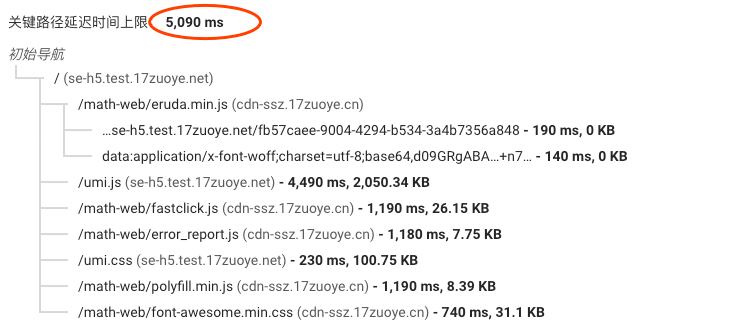 关键路径延迟时间上限: 5,090 ms
初始导航
/ (se-h5.test.17zuoye.net)
/math-web/eruda.min.js (cdn-ssz.17zuoye.cn)
…se-h5.test.17zuoye.net/fb57caee-9004-4294-b534-3a4b7356a848 - 190 ms, 0 KB
data:application/x-font-woff;charset=utf-8;base64,d09GRgABA…+n7… - 140 ms, 0 KB
/umi.js (se-h5.test.17zuoye.net) - 4,490 ms, 2,050.34 KB
/math-web/fastclick.js (cdn-ssz.17zuoye.cn) - 1,190 ms, 26.15 KB
/math-web/error_report.js (cdn-ssz.17zuoye.cn) - 1,180 ms, 7.75 KB
/umi.css (se-h5.test.17zuoye.net) - 230 ms, 100.75 KB
/math-web/polyfill.min.js (cdn-ssz.17zuoye.cn) - 1,190 ms, 8.39 KB
/math-web/font-awesome.min.css (cdn-ssz.17zuoye.cn) - 740 ms, 31.1 KB